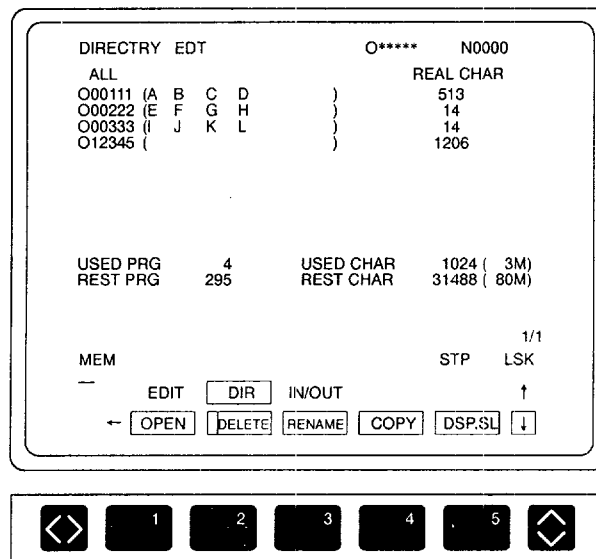 DIRECTRY EDT O***** N0000
ALL REAL CHAR
O00111 (A B C D ) 513
O00222 (E F G H ) 14
O00333 (I J K L ) 14
O12345 ( ) 1206
USED PRG 4 USED CHAR 1024 ( 3M)
REST PRG 295 REST CHAR 31488 ( 80M)
1/1
MEM STP LSK
EDIT DIR IN/OUT ↑
← OPEN DELETE RENAME COPY DSP.SL ↓
1 2 3 4 5